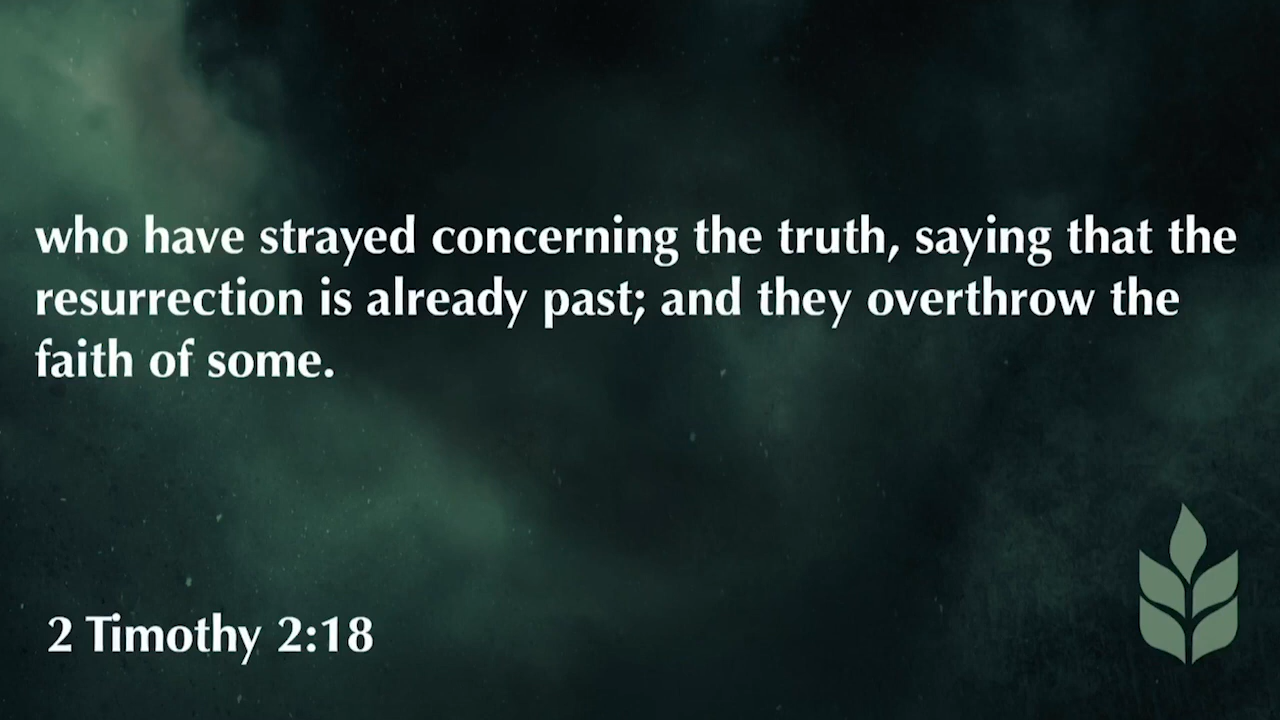 who have strayed concerning the truth, saying that the
resurrection is already past; and they overthrow the
faith of some.
2 Timothy 2:18